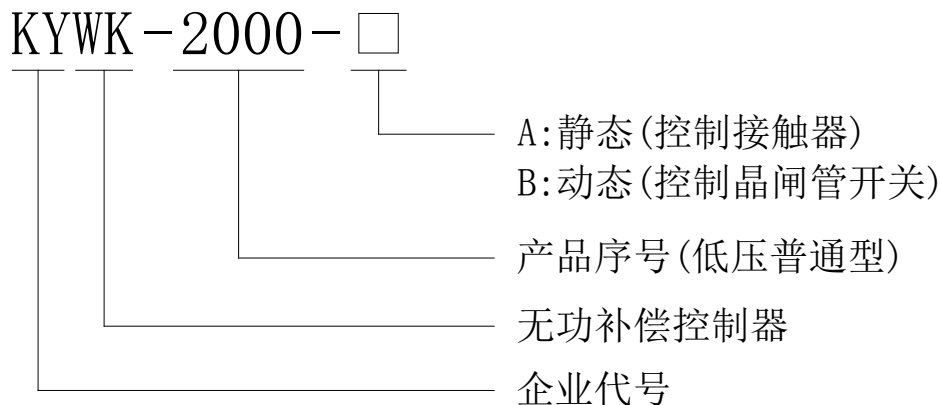 KYWK-2000-□
A:静态(控制接触器)
B:动态(控制晶闸管开关)
产品序号(低压普通型)
无功补偿控制器
企业代号